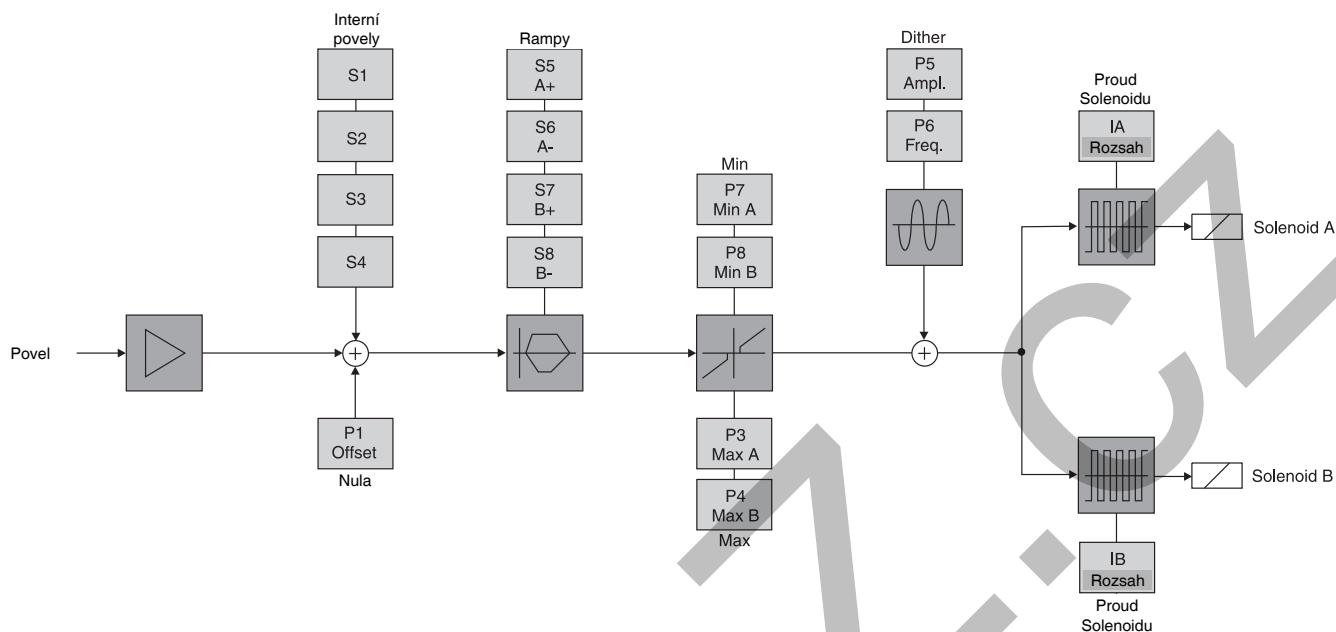 Interní
povely
S1
S2
S3
S4
Rampy
S5
A+
S6
A-
S7
B+
S8
B-
Min
P7
Min A
P8
Min B
Dither
P5
Ampl.
P6
Freq.
Proud
Solenoidu
IA
Rozsah
Solenoid A
Povel
P1
Offset
Nula
P3
Max A
P4
Max B
Max
Solenoid B
IB
Rozsah
Proud
Solenoidu
z.cz